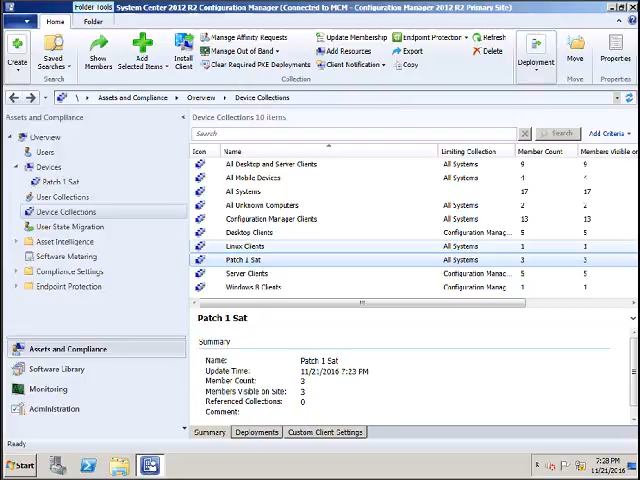 Folder Tools System Center 2012 R2 Configuration Manager (Connected to MCM - Configuration Manager 2012 R2 Primary Site)
Home Folder
Create
Saved Searches
Search
Show Members
Add Selected Items
Install Client
Manage Affinity Requests
Manage Out of Band
Clear Required PXE Deployments
Update Membership
Add Resources
Client Notification
Endpoint Protection
Export
Copy
Refresh
Delete
Collection
Deployment
Move
Move
Properties
Properties
\ Assets and Compliance Overview Device Collections
Assets and Compliance
Overview
Users
Devices
Patch 1 Sat
User Collections
Device Collections
User State Migration
Asset Intelligence
Software Metering
Compliance Settings
Endpoint Protection
Assets and Compliance
Software Library
Monitoring
Administration
Device Collections 10 items
Search Search Add Criteria
Icon Name Limiting Collection Member Count Members Visible on
All Desktop and Server Clients All Systems 9 9
All Mobile Devices All Systems 4 4
All Systems 17 17
All Unknown Computers All Systems 2 2
Configuration Manager Clients All Systems 13 13
Desktop Clients Configuration Manag... 5 5
Linux Clients All Systems 1 1
Patch 1 Sat All Systems 3 3
Server Clients Configuration Manag... 5 5
Windows 8 Clients Configuration Manag... 1 1
Patch 1 Sat
Summary
Name: Patch 1 Sat
Update Time: 11/21/2016 7:23 PM
Member Count: 3
Members Visible on Site: 3
Referenced Collections: 0
Comment:
Summary Deployments Custom Client Settings
Ready
Start
7:28 PM
11/21/2016